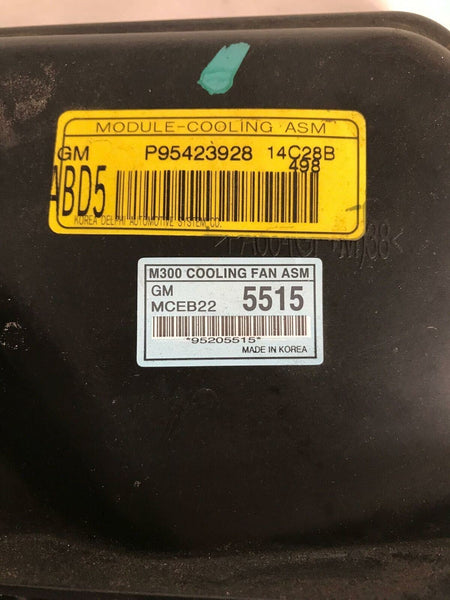 MODULE-COOLING ASM
GM P95423928 14C28B
498
ABD5
KOREA DELPHI AUTOMOTIVE SYSTEM CO.
M300 COOLING FAN ASM
GM
MCEB22 5515
*95205515*
MADE IN KOREA